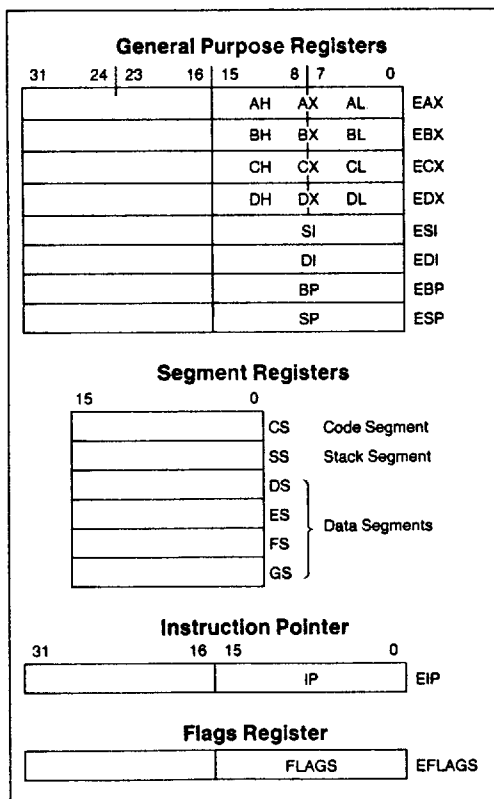 General Purpose Registers
31 24 23 16 15 8 7 0
AH AX AL EAX
BH BX BL EBX
CH CX CL ECX
DH DX DL EDX
SI ESI
DI EDI
BP EBP
SP ESP
Segment Registers
15 0
CS Code Segment
SS Stack Segment
DS
ES
Data Segments
FS
GS
Instruction Pointer
31 16 15 0
IP EIP
Flags Register
FLAGS EFLAGS